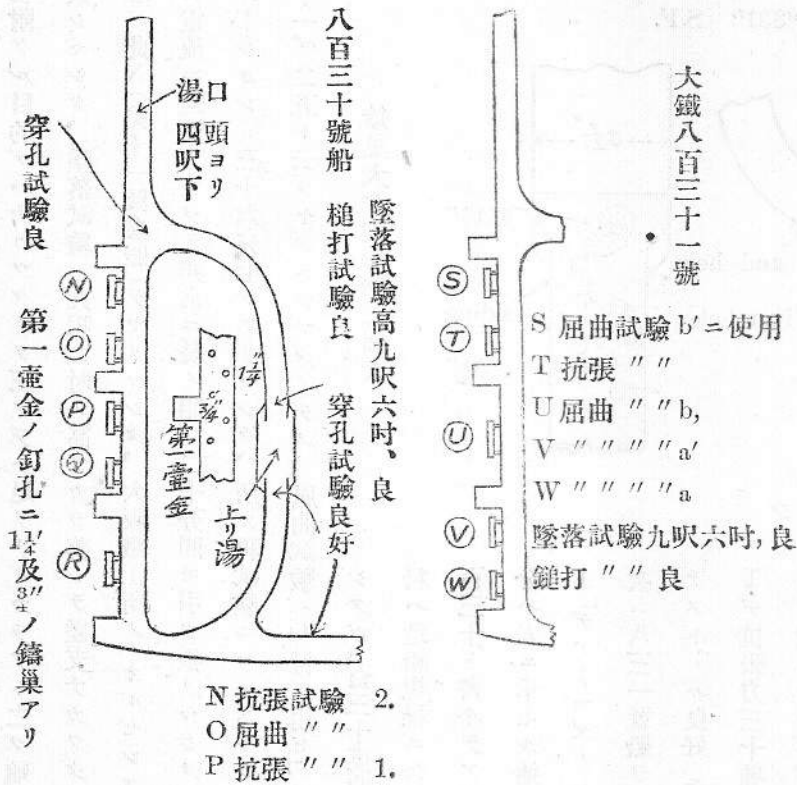 大鐵八百三十一號
Ⓢ
Ⓣ
Ⓤ
Ⓥ
Ⓦ
S 屈曲試驗 b′ニ使用
T 抗張 〃 〃
U 屈曲 〃 〃 b,
V 〃 〃 〃 〃 a′
W 〃 〃 〃 〃 a
墜落試驗九呎六吋,良
鎚打 〃 〃 良
八百三十號船
墜落試驗高九呎六吋、良
槌打試驗良
穿孔試驗良好
湯口
頭ヨリ四呎下
穿孔試驗良
Ⓝ
Ⓞ
Ⓟ
Ⓠ
Ⓡ
1¼″
¾″
第一壷金
上リ湯
第一壷金ノ釘孔ニ1¼″及¾″ノ鑄巢アリ
N 抗張試驗 2.
O 屈曲 〃 〃
P 抗張 〃 〃 1.